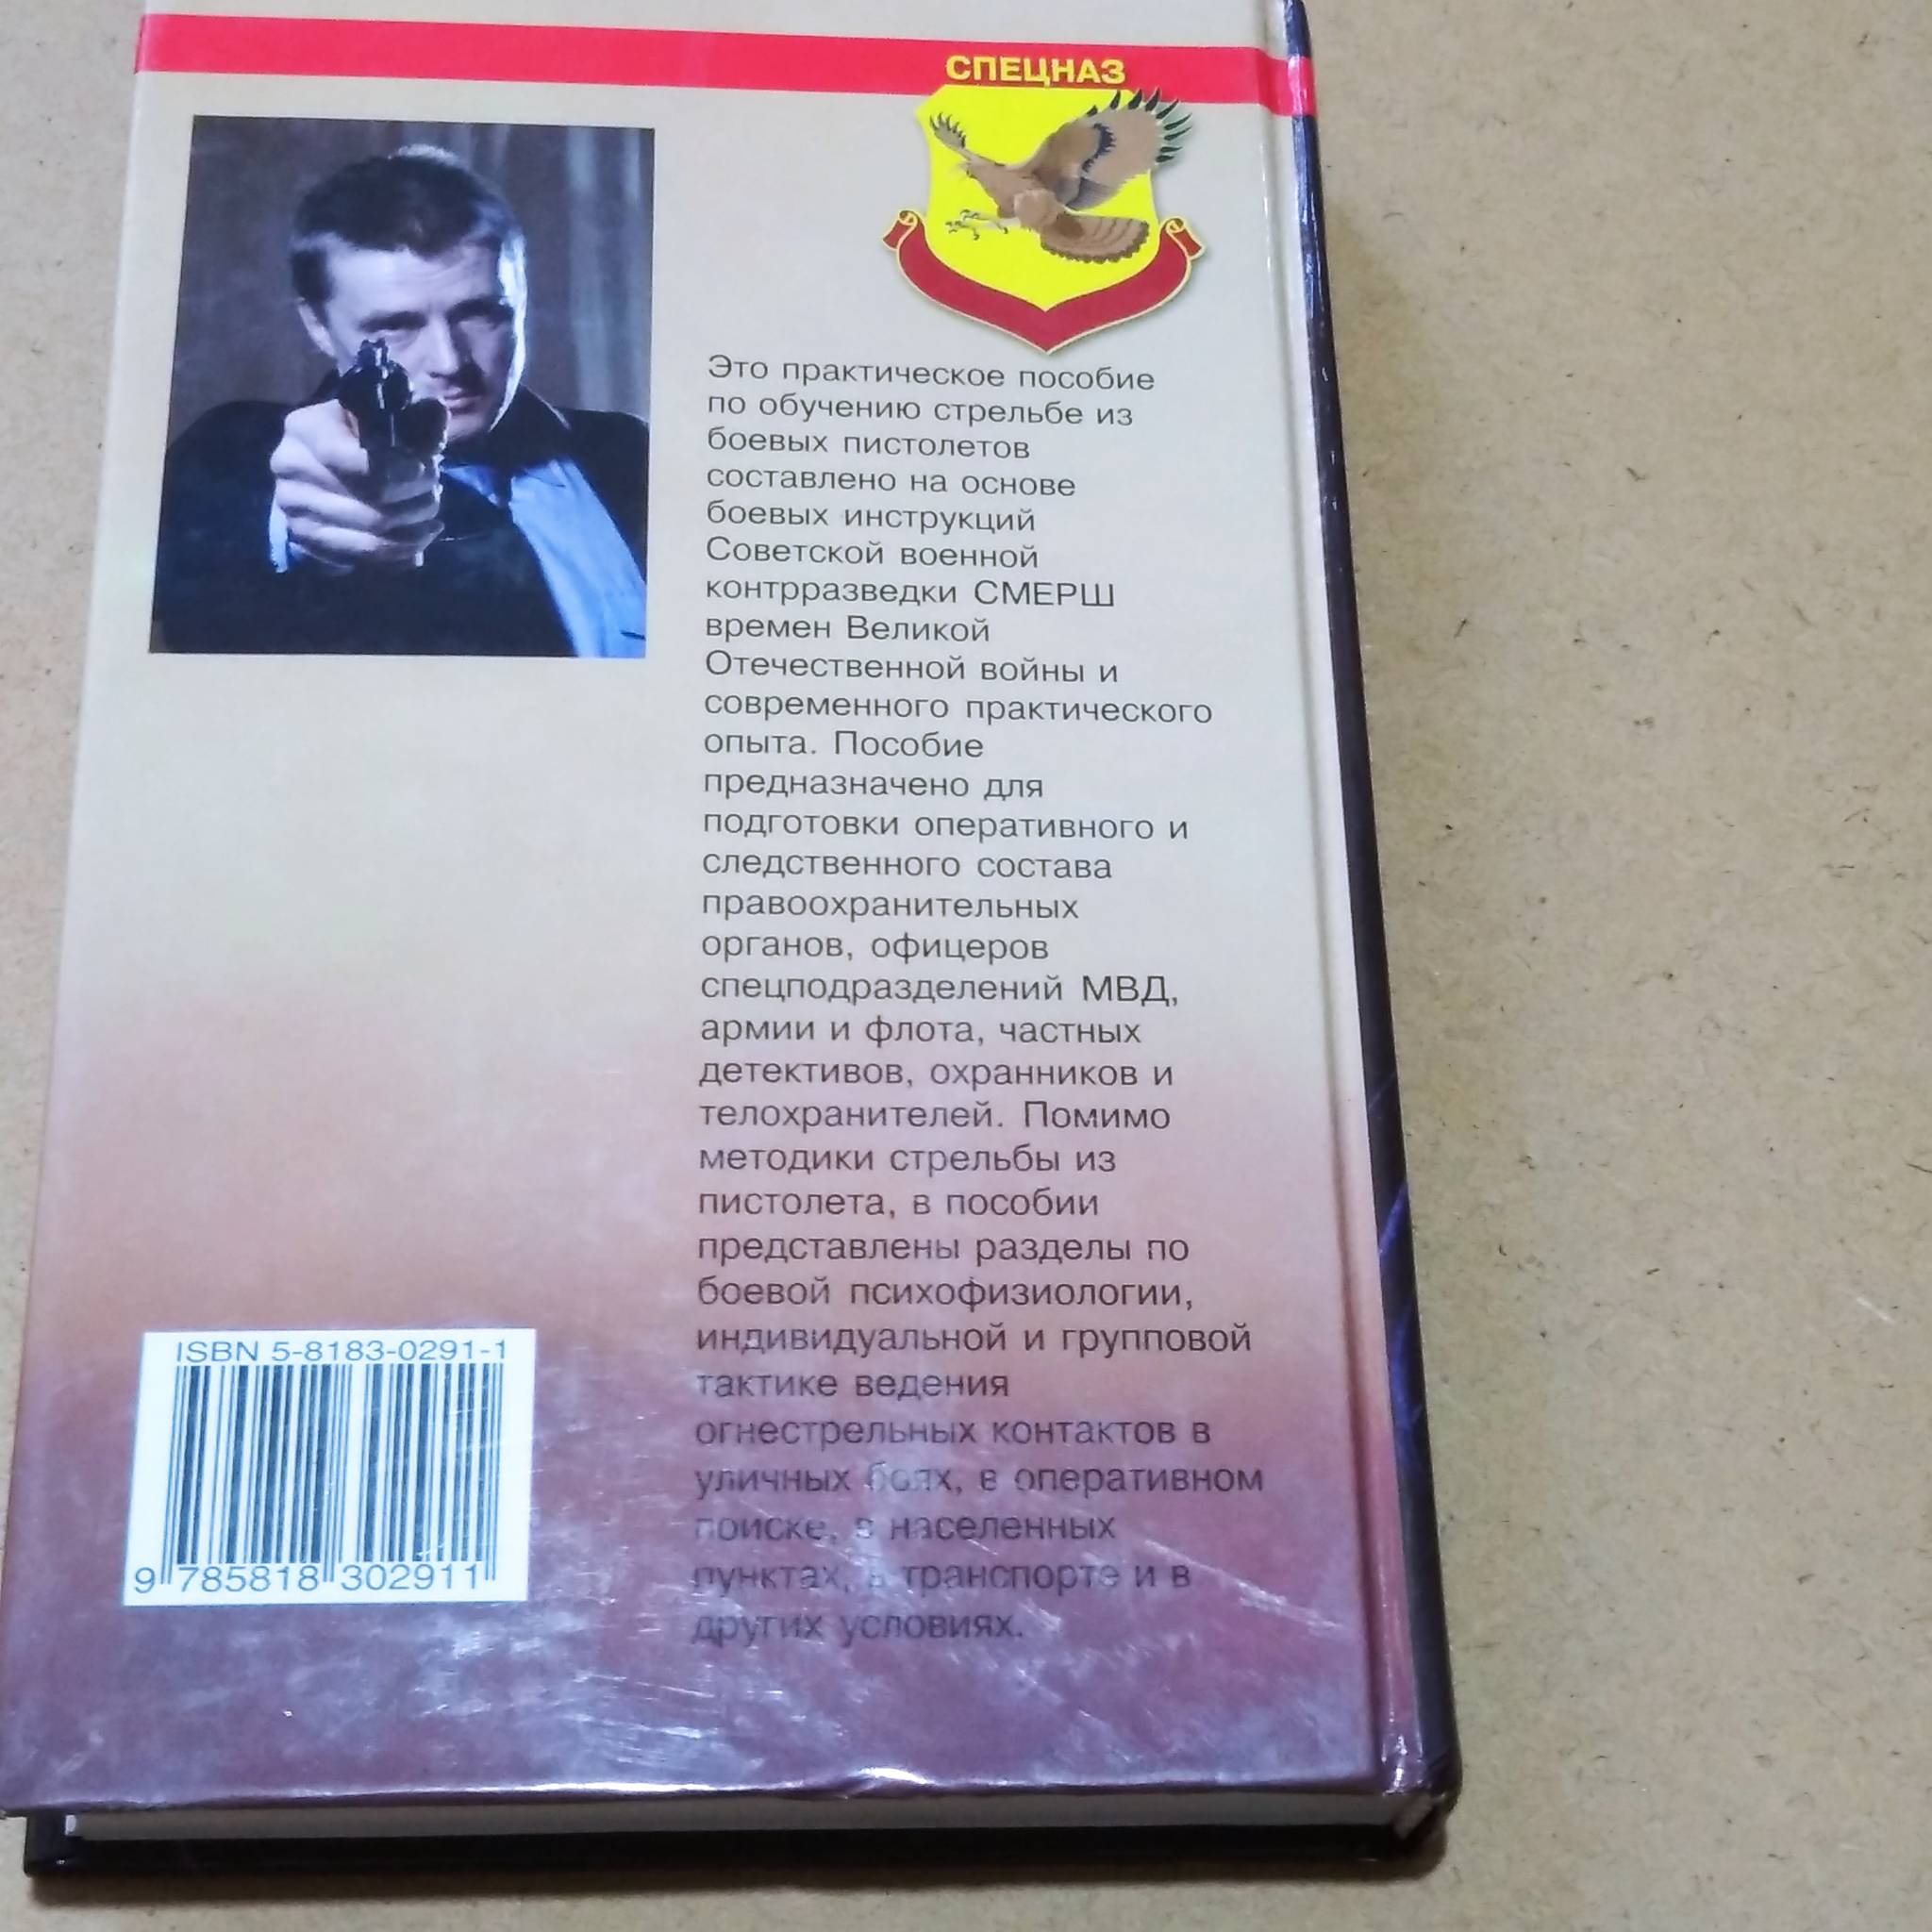 СПЕЦНАЗ
Это практическое пособие
по обучению стрельбе из
боевых пистолетов
составлено на основе
боевых инструкций
Советской военной
контрразведки СМЕРШ
времен Великой
Отечественной войны и
современного практического
опыта. Пособие
предназначено для
подготовки оперативного и
следственного состава
правоохранительных
органов, офицеров
спецподразделений МВД,
армии и флота, частных
детективов, охранников и
телохранителей. Помимо
методики стрельбы из
пистолета, в пособии
представлены разделы по
боевой психофизиологии,
индивидуальной и групповой
тактике ведения
огнестрельных контактов в
уличных боях, в оперативном
поиске, в населенных
пунктах, в транспорте и в
других условиях.
ISBN 5-8183-0291-1
9 785818 302911